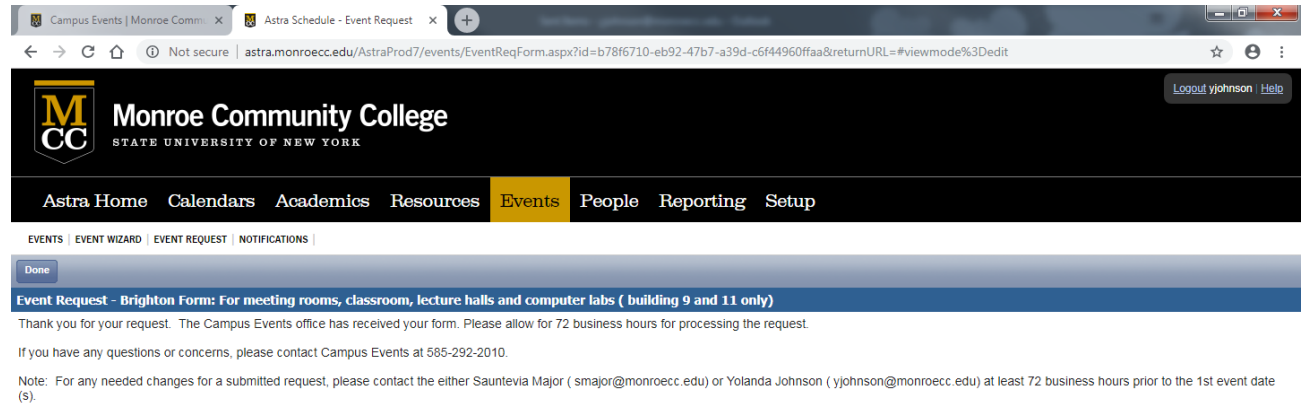 Campus Events | Monroe Commu
Astra Schedule - Event Request
Not secure | astra.monroecc.edu/AstraProd7/events/EventReqForm.aspx?id=b78f6710-eb92-47b7-a39d-c6f44960ffaa&returnURL=#viewmode%3Dedit
Logout yjohnson | Help
MCC
Monroe Community College
STATE UNIVERSITY OF NEW YORK
Astra Home Calendars Academics Resources Events People Reporting Setup
EVENTS | EVENT WIZARD | EVENT REQUEST | NOTIFICATIONS |
Done
Event Request - Brighton Form: For meeting rooms, classroom, lecture halls and computer labs ( building 9 and 11 only)
Thank you for your request. The Campus Events office has received your form. Please allow for 72 business hours for processing the request.
If you have any questions or concerns, please contact Campus Events at 585-292-2010.
Note: For any needed changes for a submitted request, please contact the either Sauntevia Major ( smajor@monroecc.edu) or Yolanda Johnson ( yjohnson@monroecc.edu) at least 72 business hours prior to the 1st event date
(s).